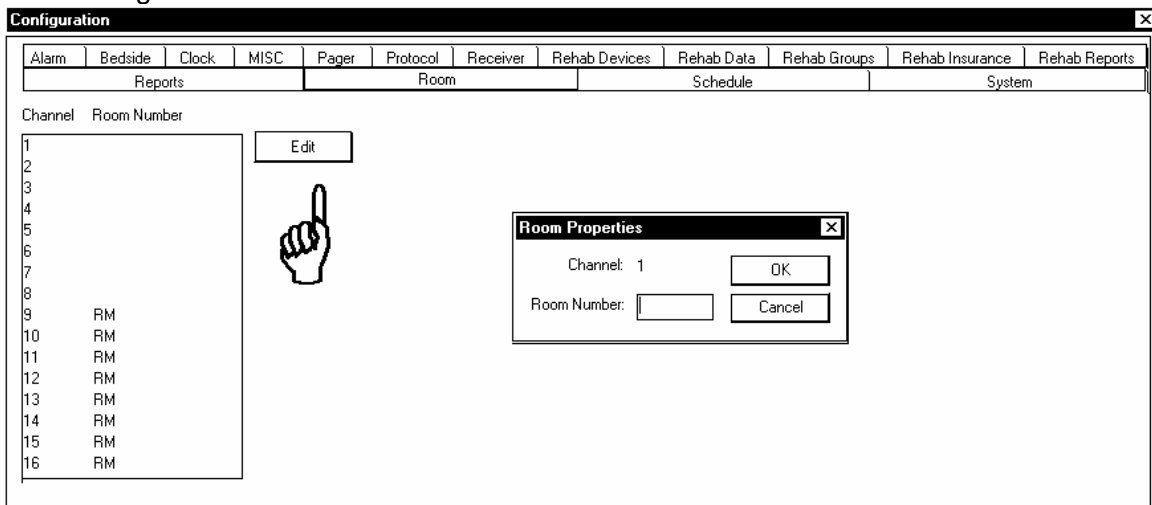 Configuration
Alarm Bedside Clock MISC Pager Protocol Receiver Rehab Devices Rehab Data Rehab Groups Rehab Insurance Rehab Reports
Reports Room Schedule System
Channel Room Number
1
2
3
4
5
6
7
8
9 RM
10 RM
11 RM
12 RM
13 RM
14 RM
15 RM
16 RM
Edit
Room Properties
Channel: 1 OK
Room Number: Cancel